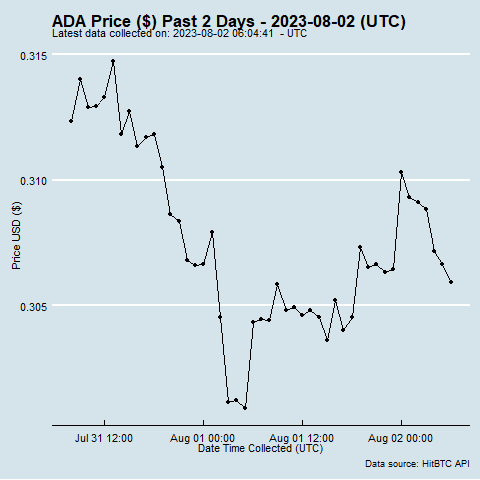 ADA Price ($) Past 2 Days - 2023-08-02 (UTC)
Latest data collected on: 2023-08-02 06:04:41 - UTC
0.315
0.310
0.305
Price USD ($)
Jul 31 12:00 Aug 01 00:00 Aug 01 12:00 Aug 02 00:00
Date Time Collected (UTC)
Data source: HitBTC API